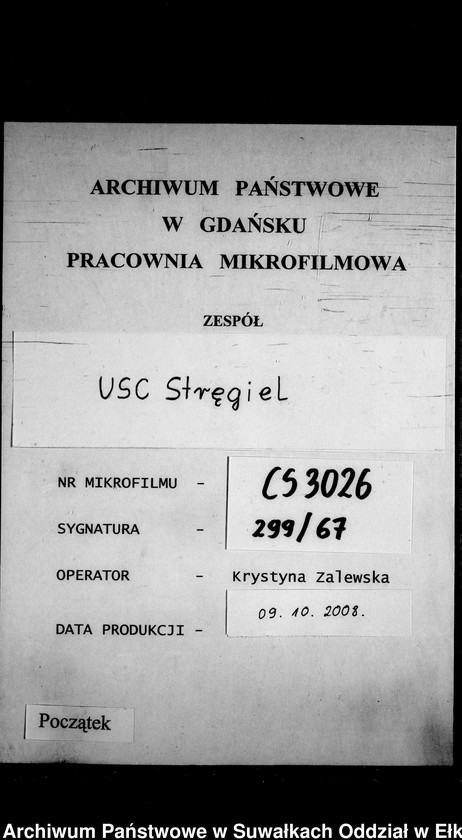 ARCHIWUM PAŃSTWOWE
W GDAŃSKU
PRACOWNIA MIKROFILMOWA
ZESPÓŁ
USC Stręgiel
NR MIKROFILMU - CS 3026
SYGNATURA - 299/67
OPERATOR - Krystyna Zalewska
DATA PRODUKCJI - 09. 10. 2008.
Początek
Archiwum Państwowe w Suwałkach Oddział w Ełk